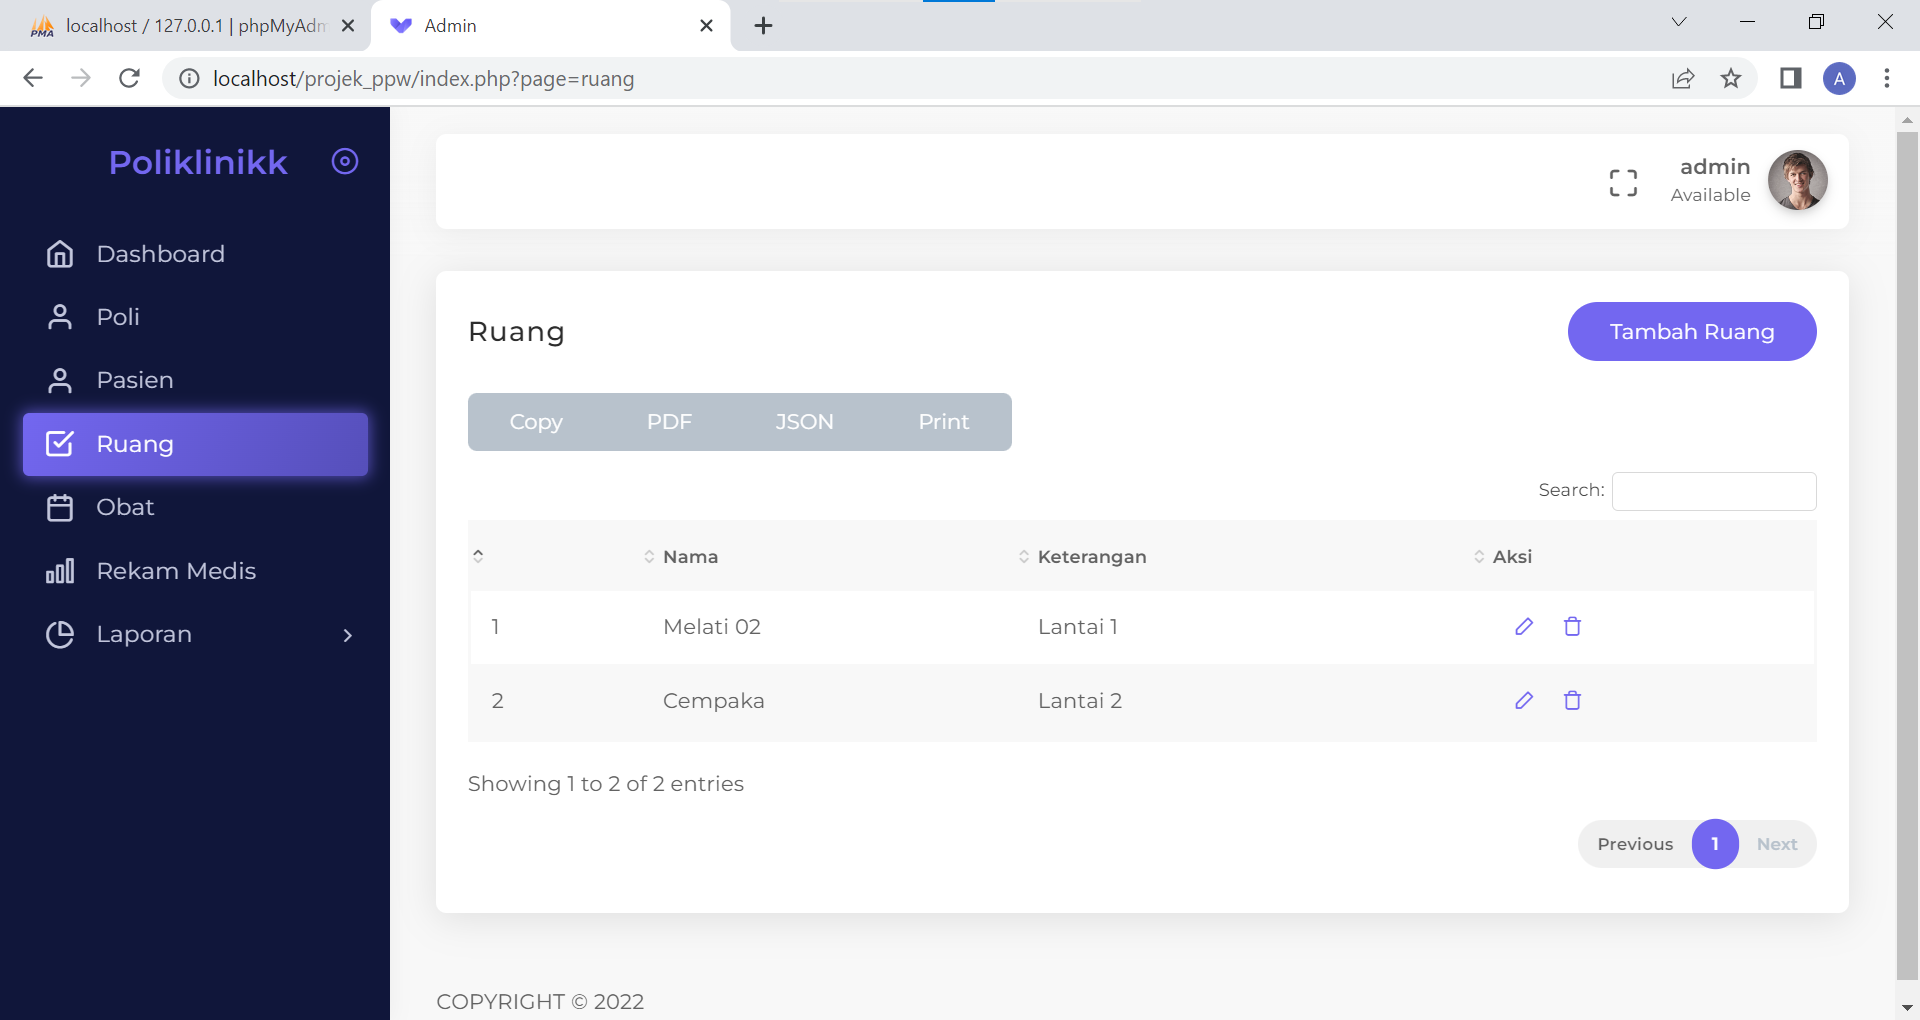 localhost / 127.0.0.1 | phpMyAdm
Admin
localhost/projek_ppw/index.php?page=ruang
A
Poliklinikk
admin
Available
Dashboard
Poli
Pasien
Ruang
Obat
Rekam Medis
Laporan
Ruang
Tambah Ruang
Copy PDF JSON Print
Search:
Nama Keterangan Aksi
1 Melati 02 Lantai 1
2 Cempaka Lantai 2
Showing 1 to 2 of 2 entries
Previous 1 Next
COPYRIGHT © 2022
PMA